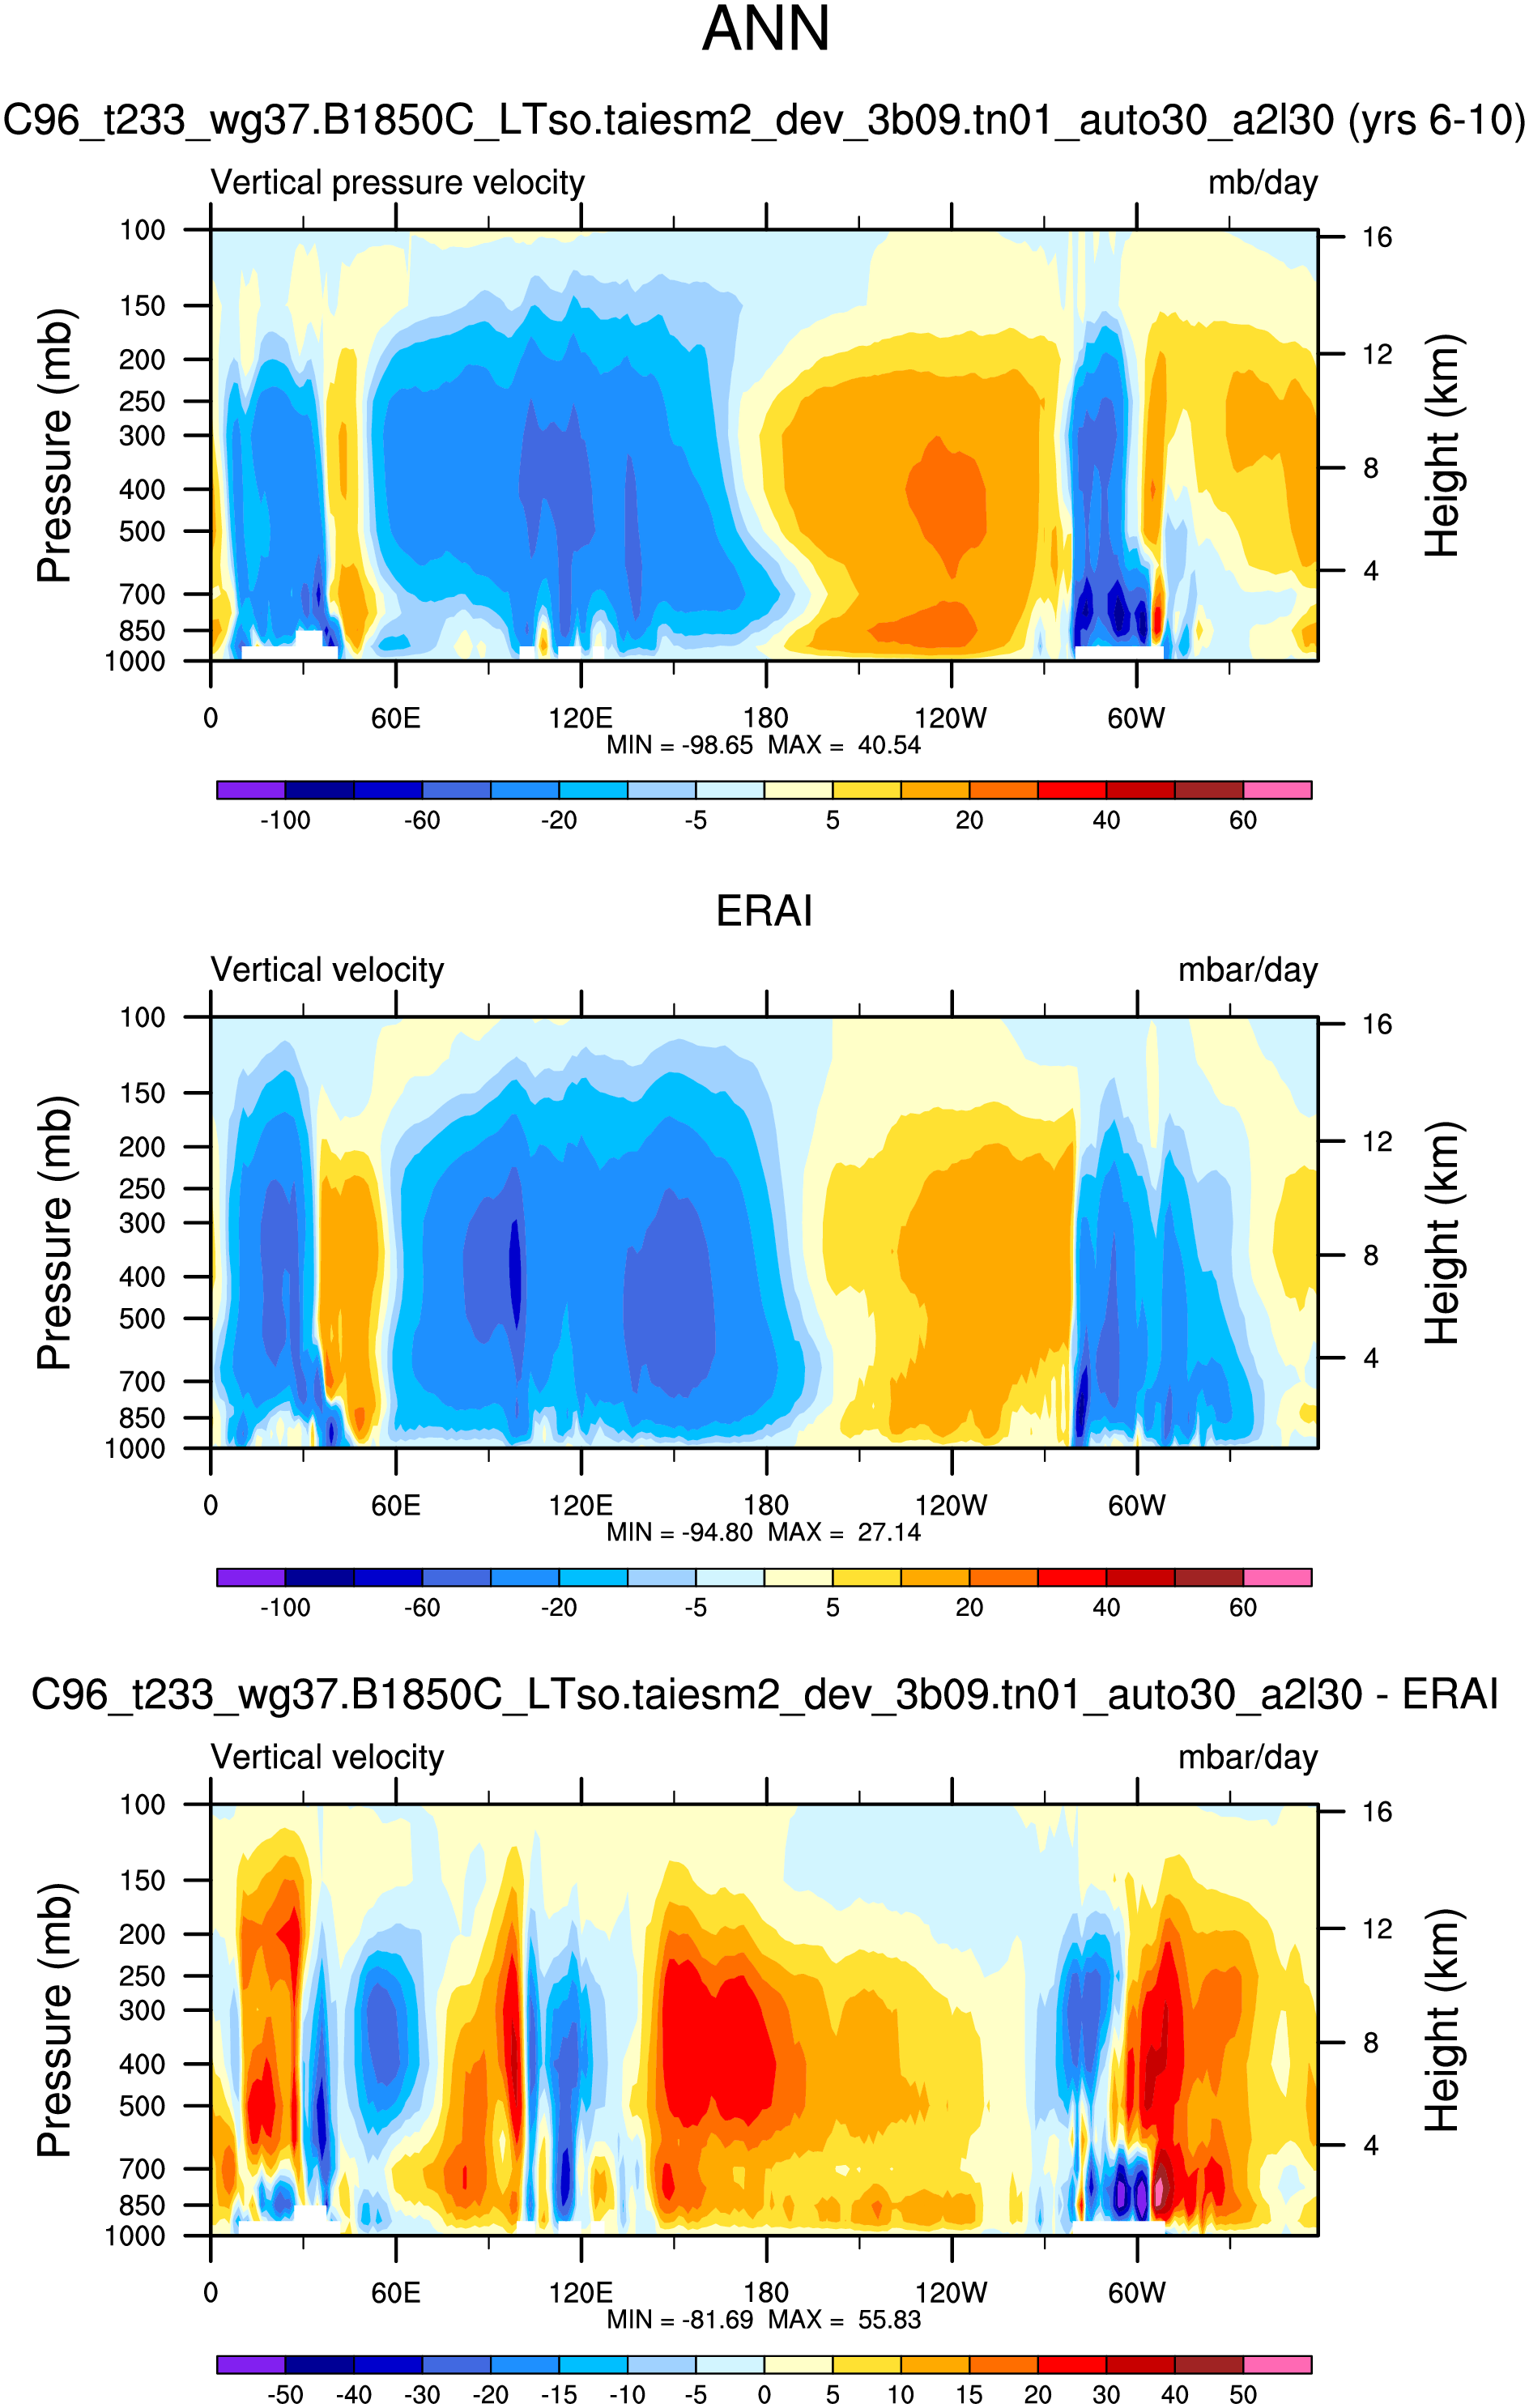 ANN
C96_t233_wg37.B1850C_LTso.taiesm2_dev_3b09.tn01_auto30_a2l30 (yrs 6-10)
Vertical pressure velocity mb/day
Pressure (mb)
100
150
200
250
300
400
500
700
850
1000
16
12
8
4
Height (km)
0 60E 120E 180 120W 60W
MIN = -98.65 MAX = 40.54
-100 -60 -20 -5 5 20 40 60
ERAI
Vertical velocity mbar/day
Pressure (mb)
100
150
200
250
300
400
500
700
850
1000
16
12
8
4
Height (km)
0 60E 120E 180 120W 60W
MIN = -94.80 MAX = 27.14
-100 -60 -20 -5 5 20 40 60
C96_t233_wg37.B1850C_LTso.taiesm2_dev_3b09.tn01_auto30_a2l30 - ERAI
Vertical velocity mbar/day
Pressure (mb)
100
150
200
250
300
400
500
700
850
1000
16
12
8
4
Height (km)
0 60E 120E 180 120W 60W
MIN = -81.69 MAX = 55.83
-50 -40 -30 -20 -15 -10 -5 0 5 10 15 20 30 40 50